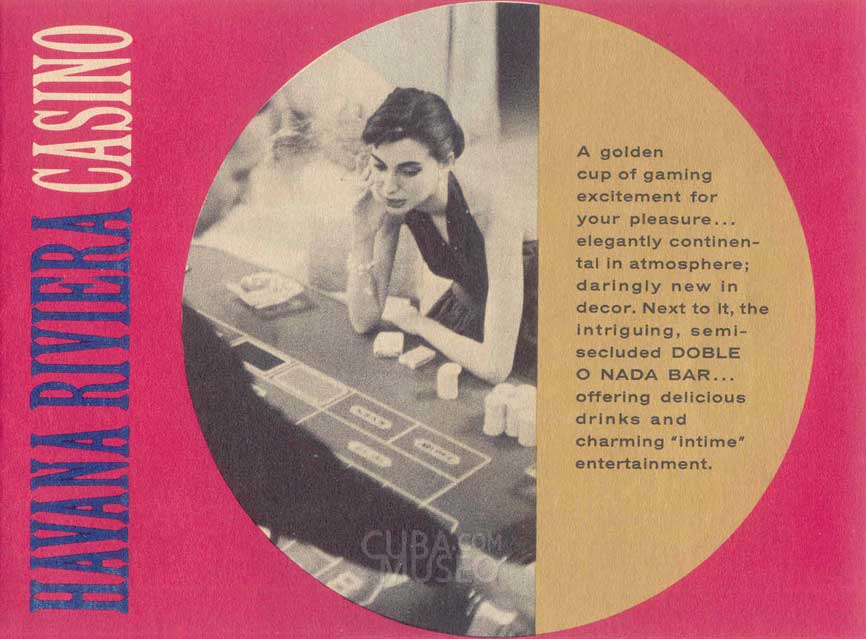 HAVANA RIVIERA CASINO
A golden
cup of gaming
excitement for
your pleasure...
elegantly continen-
tal in atmosphere;
daringly new in
decor. Next to it, the
intriguing, semi-
secluded DOBLE
O NADA BAR...
offering delicious
drinks and
charming "intime"
entertainment.
CUBA.COM
MUSEO